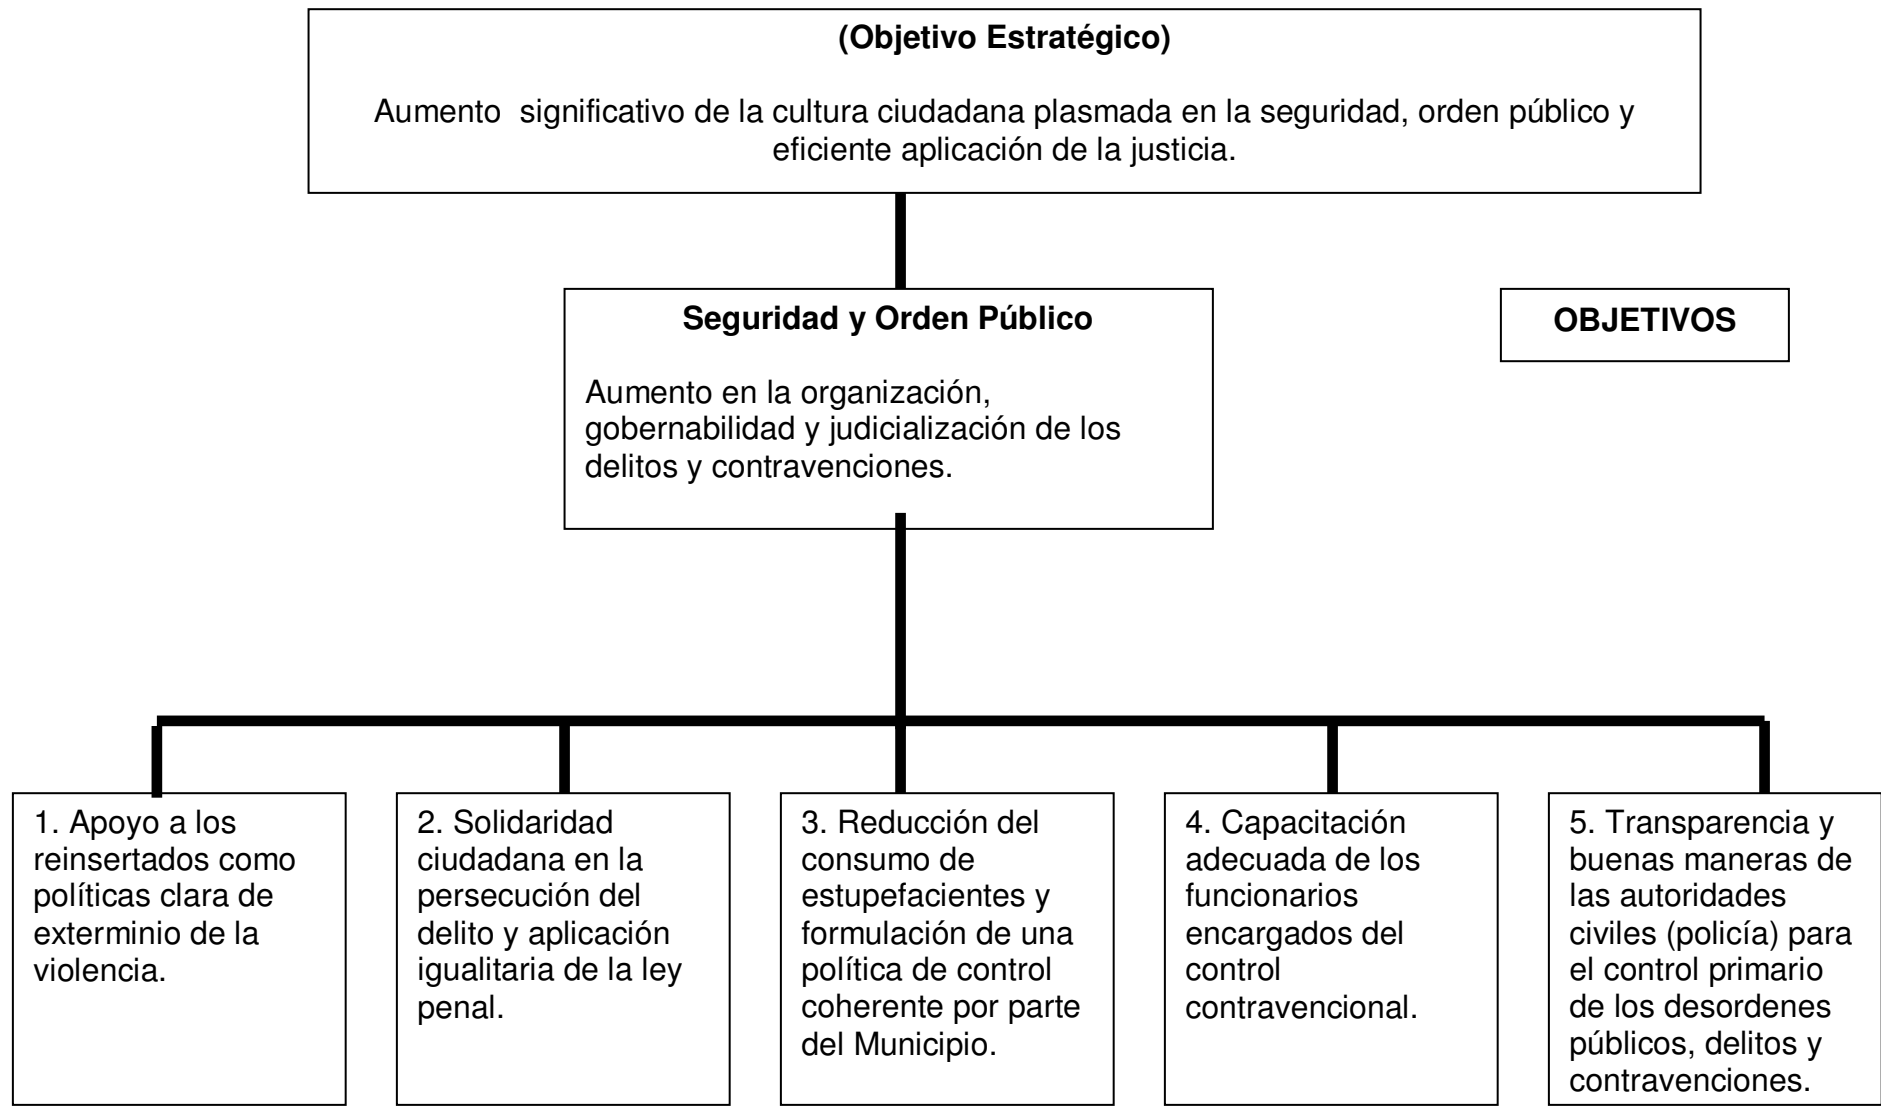 (Objetivo Estratégico)
Aumento  significativo de la cultura ciudadana plasmada en la seguridad, orden público y
eficiente aplicación de la justicia.
Seguridad y Orden Público
Aumento en la organización,
gobernabilidad y judicialización de los
delitos y contravenciones.
OBJETIVOS
1. Apoyo a los
reinsertados como
políticas clara de
exterminio de la
violencia.
2. Solidaridad
ciudadana en la
persecución del
delito y aplicación
igualitaria de la ley
penal.
3. Reducción del
consumo de
estupefacientes y
formulación de una
política de control
coherente por parte
del Municipio.
4. Capacitación
adecuada de los
funcionarios
encargados del
control
contravencional.
5. Transparencia y
buenas maneras de
las autoridades
civiles (policía) para
el control primario
de los desordenes
públicos, delitos y
contravenciones.